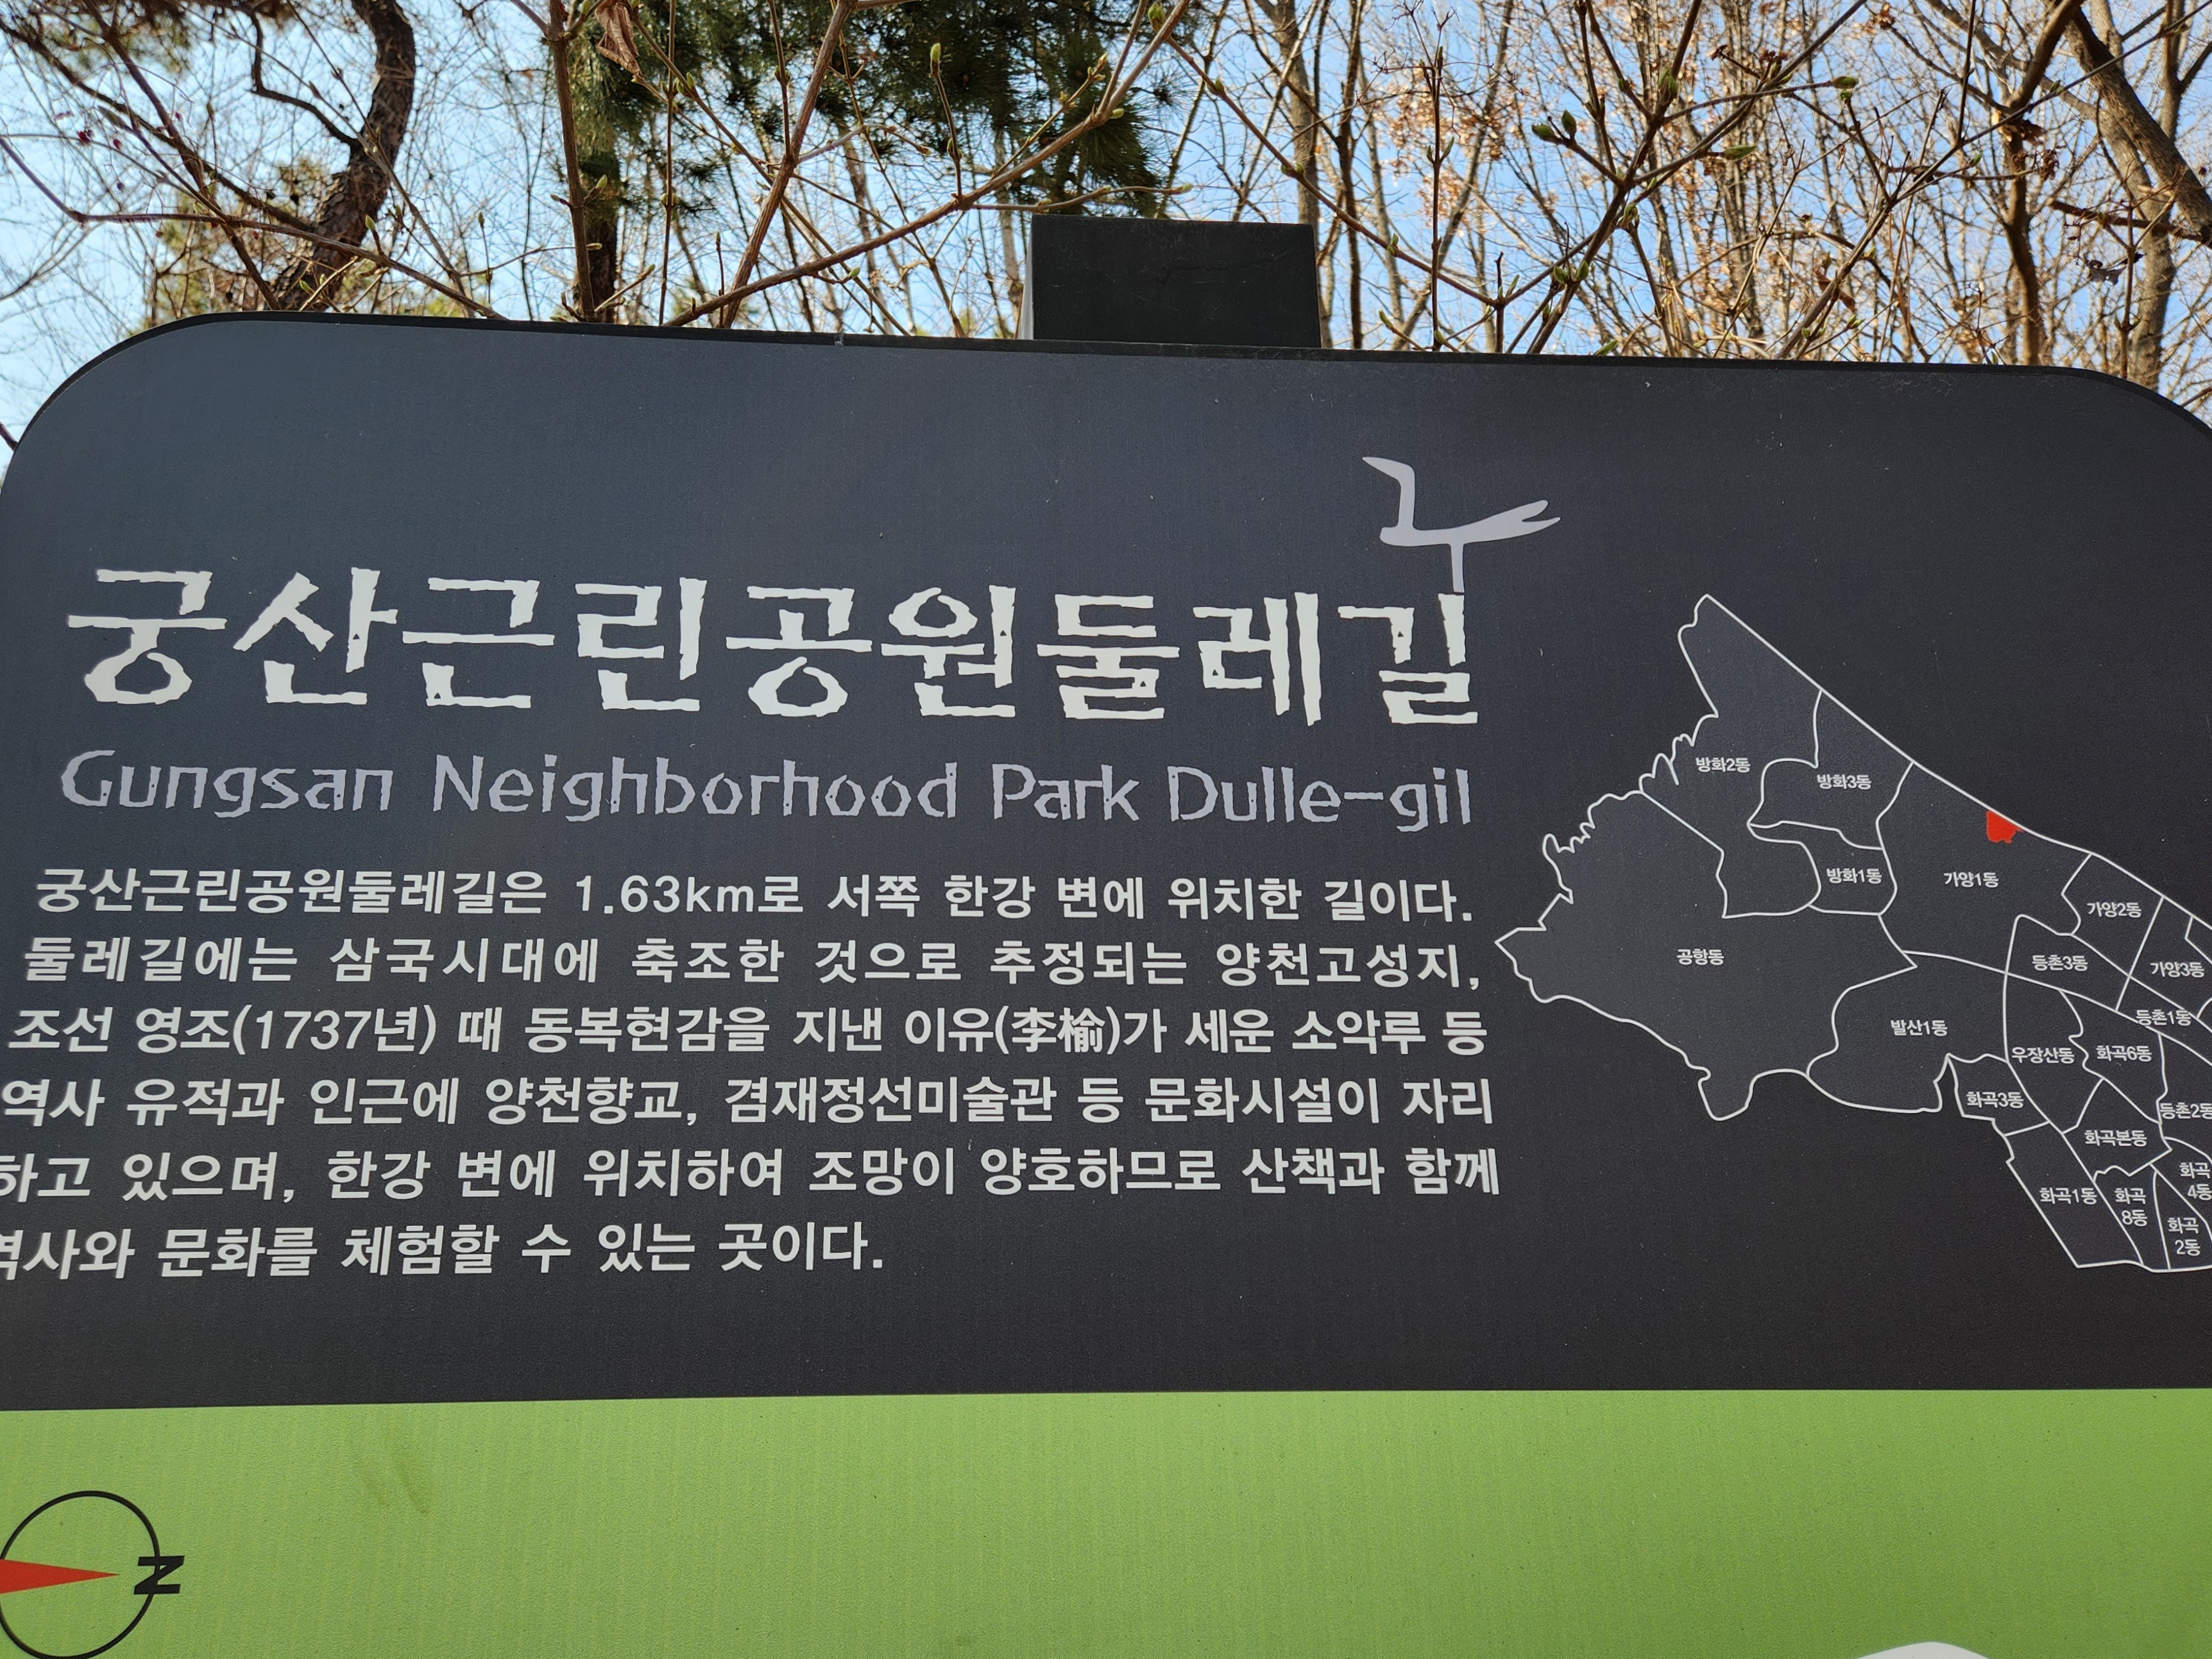 궁산근린공원둘레길
Gungsan Neighborhood Park Dulle-gil
궁산근린공원둘레길은 1.63km로 서쪽 한강 변에 위치한 길이다.
둘레길에는 삼국시대에 축조한 것으로 추정되는 양천고성지,
조선 영조(1737년) 때 동복현감을 지낸 이유(李楡)가 세운 소악루 등
역사 유적과 인근에 양천향교, 겸재정선미술관 등 문화시설이 자리
하고 있으며, 한강 변에 위치하여 조망이 양호하므로 산책과 함께
역사와 문화를 체험할 수 있는 곳이다.
방화2동
방화3동
방화1동
가양1동
가양2동
공항동
등촌3동
가양3동
등촌1동
발산1동
우장산동
화곡6동
화곡3동
등촌2동
화곡본동
화곡
4동
화곡1동
화곡
8동
화곡
2동
N